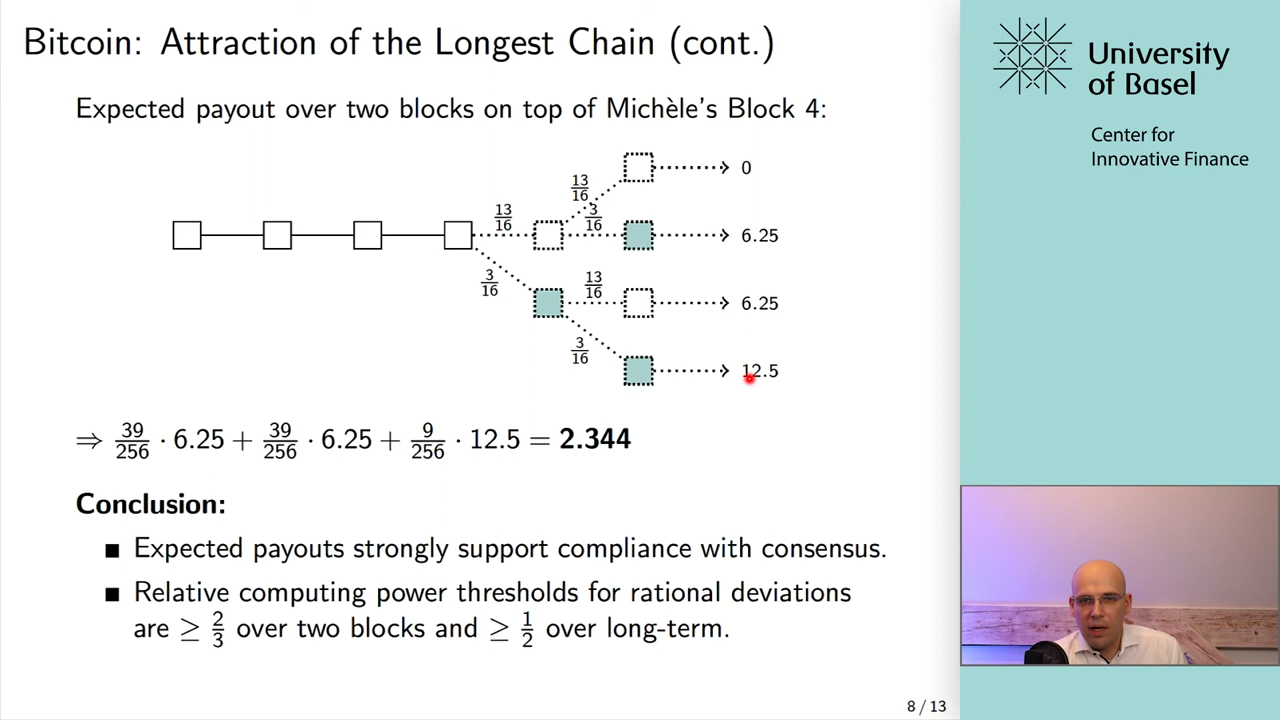 Bitcoin: Attraction of the Longest Chain (cont.)
University
of Basel
Center for
Innovative Finance
Expected payout over two blocks on top of Michèle's Block 4:
13/16
0
13/16
3/16
6.25
3/16
13/16
6.25
3/16
12.5
⇒ 39/256 · 6.25 + 39/256 · 6.25 + 9/256 · 12.5 = 2.344
Conclusion:
■ Expected payouts strongly support compliance with consensus.
■ Relative computing power thresholds for rational deviations
are ≥ 2/3 over two blocks and ≥ 1/2 over long-term.
8 / 13